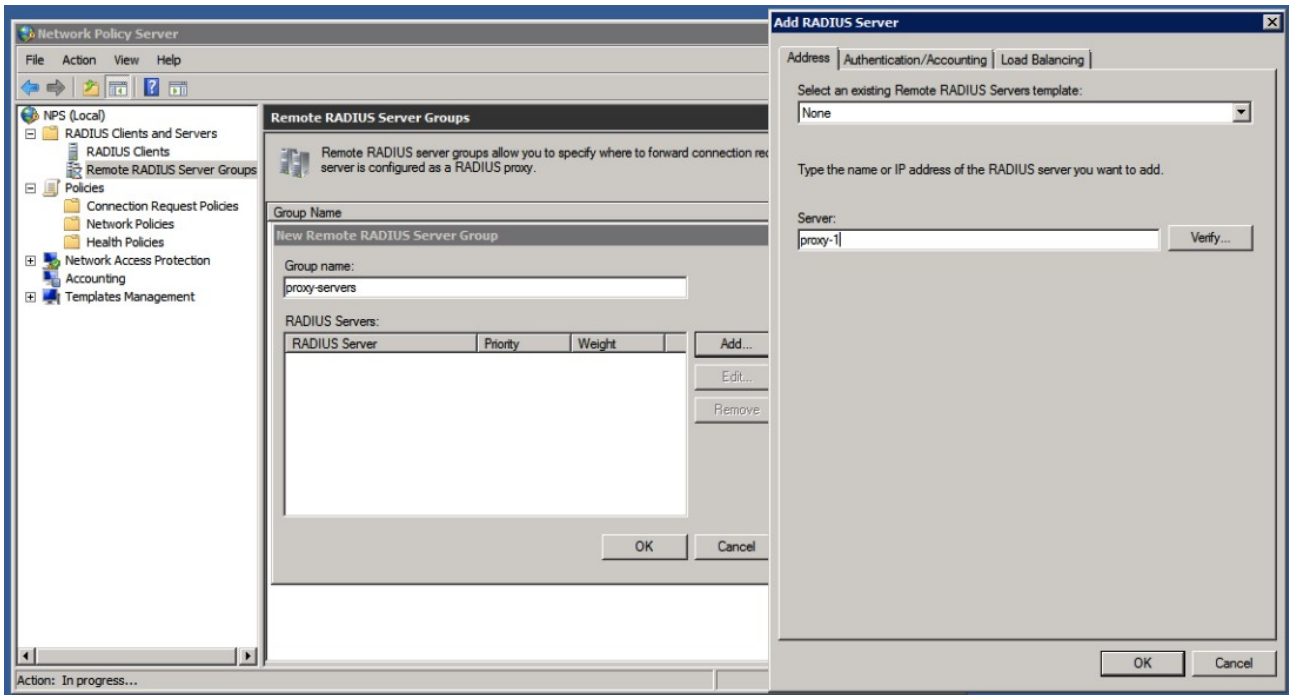 Network Policy Server
File Action View Help
NPS (Local)
RADIUS Clients and Servers
RADIUS Clients
Remote RADIUS Server Groups
Policies
Connection Request Policies
Network Policies
Health Policies
Network Access Protection
Accounting
Templates Management
Remote RADIUS Server Groups
Remote RADIUS server groups allow you to specify where to forward connection rec
server is configured as a RADIUS proxy.
Group Name
New Remote RADIUS Server Group
Group name:
proxy-servers
RADIUS Servers:
RADIUS Server Priority Weight
Add...
Edit...
Remove
OK Cancel
Action: In progress...
Add RADIUS Server
Address Authentication/Accounting Load Balancing
Select an existing Remote RADIUS Servers template:
None
Type the name or IP address of the RADIUS server you want to add.
Server:
proxy-1
Verify...
OK Cancel